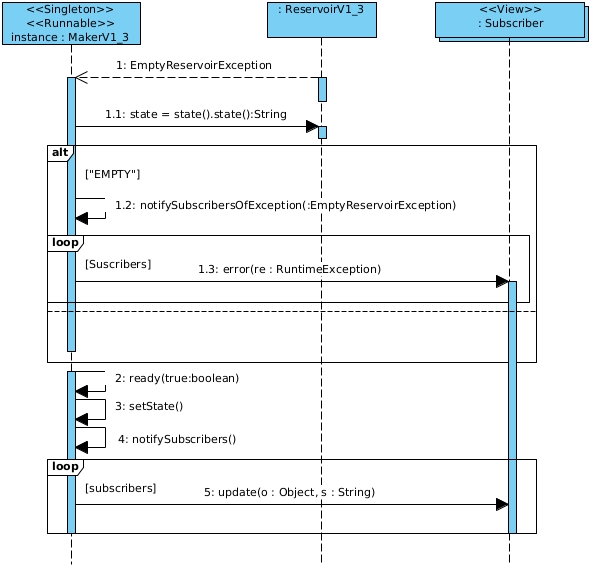 <<Singleton>>
<<Runnable>>
instance : MakerV1_3
: ReservoirV1_3
<<View>>
: Subscriber
1: EmptyReservoirException
1.1: state = state().state():String
alt
["EMPTY"]
1.2: notifySubscribersOfException(:EmptyReservoirException)
loop
[Suscribers]
1.3: error(re : RuntimeException)
2: ready(true:boolean)
3: setState()
4: notifySubscribers()
loop
[subscribers]
5: update(o : Object, s : String)